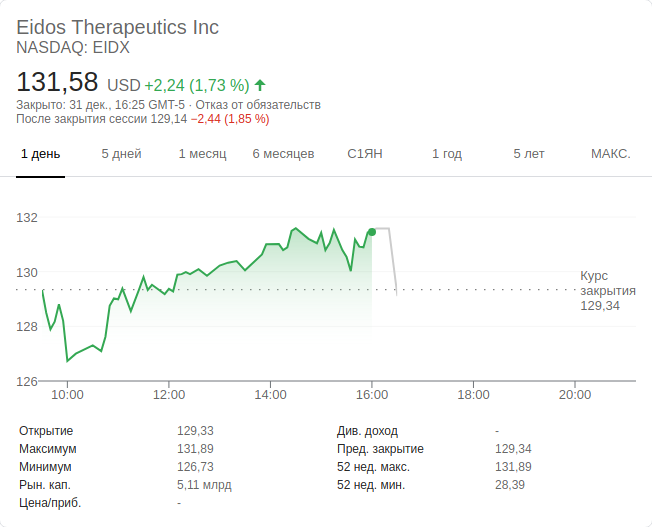 Eidos Therapeutics Inc
NASDAQ: EIDX
131,58 USD +2,24 (1,73 %)
Закрыто: 31 дек., 16:25 GMT-5 · Отказ от обязательств
После закрытия сессии 129,14 −2,44 (1,85 %)
1 день 5 дней 1 месяц 6 месяцев С1ЯН 1 год 5 лет МАКС.
132
130
128
126
Курс
закрытия
129,34
10:00 12:00 14:00 16:00 18:00 20:00
Открытие 129,33 Див. доход -
Максимум 131,89 Пред. закрытие 129,34
Минимум 126,73 52 нед. макс. 131,89
Рын. кап. 5,11 млрд 52 нед. мин. 28,39
Цена/приб. -